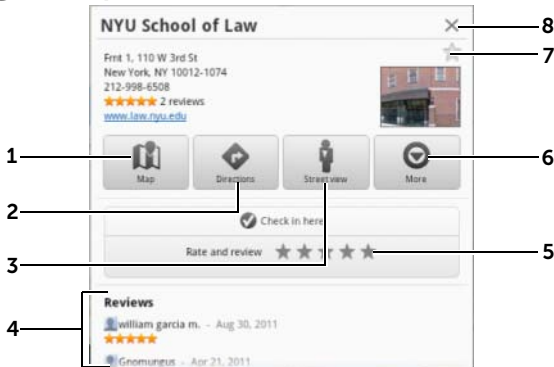 NYU School of Law
8
7
Frnt 1, 110 W 3rd St
New York, NY 10012-1074
212-998-6508
2 reviews
www.law.nyu.edu
1
Map
Directions
Street view
More
6
2
3
Check in here
Rate and review
5
4
Reviews
william garcia m. - Aug 30, 2011
Gnomungus - Apr 21, 2011